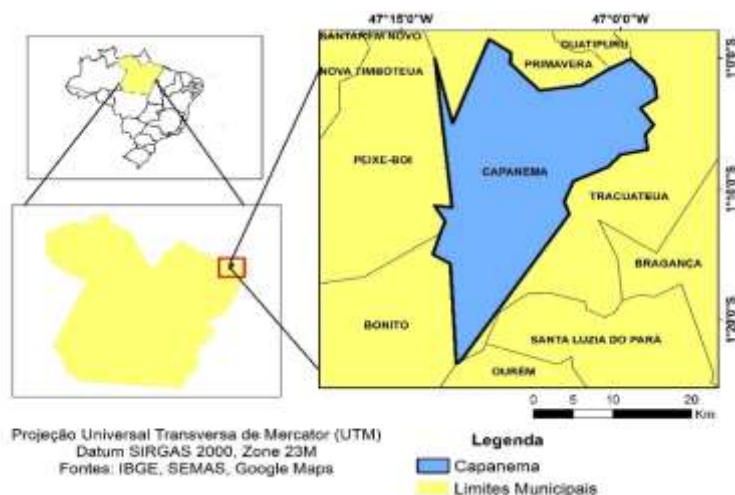 47°15'0"W
47°0'0"W
SANTARÉM NOVO
QUATIPURU
NOVA TIMBOTEUA
PRIMAVERA
1°0'0"S
PEIXE-BOI
CAPANEMA
1°10'0"S
TRACUATEUA
BRAGANÇA
1°20'0"S
BONITO
SANTA LUZIA DO PARÁ
OURÉM
0 5 10 20
Km
Projeção Universal Transversa de Mercator (UTM)
Datum SIRGAS 2000, Zone 23M
Fontes: IBGE, SEMAS, Google Maps
Legenda
Capanema
Limites Municipais